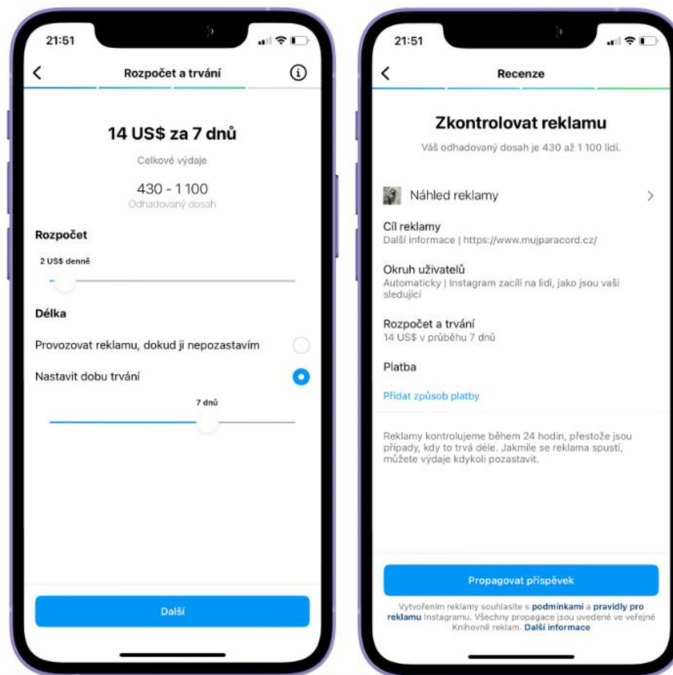 21:51
Rozpočet a trvání
14 US$ za 7 dnů
Celkové výdaje
430 - 1 100
Odhadovaný dosah
Rozpočet
2 US$ denně
Délka
Provozovat reklamu, dokud ji nepozastavím
Nastavit dobu trvání
7 dnů
Další
21:51
Recenze
Zkontrolovat reklamu
Váš odhadovaný dosah je 430 až 1 100 lidí.
Náhled reklamy
Cíl reklamy
Další informace | https://www.mujparacord.cz/
Okruh uživatelů
Automaticky | Instagram zacílí na lidi, jako jsou vaši
sledující
Rozpočet a trvání
14 US$ v průběhu 7 dnů
Platba
Přidat způsob platby
Reklamy kontrolujeme během 24 hodin, přestože jsou
případy, kdy to trvá déle. Jakmile se reklama spustí,
můžete výdaje kdykoli pozastavit.
Propagovat příspěvek
Vytvořením reklamy souhlasíte s podmínkami a pravidly pro
reklamu Instagramu. Všechny propagace jsou uvedené ve veřejné
Knihovně reklam. Další informace